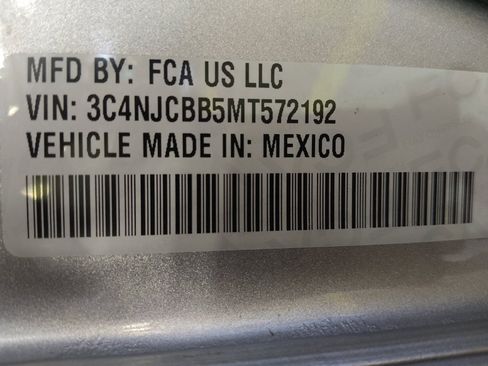 MFD BY: FCA US LLC
VIN: 3C4NJCBB5MT572192
VEHICLE MADE IN: MEXICO